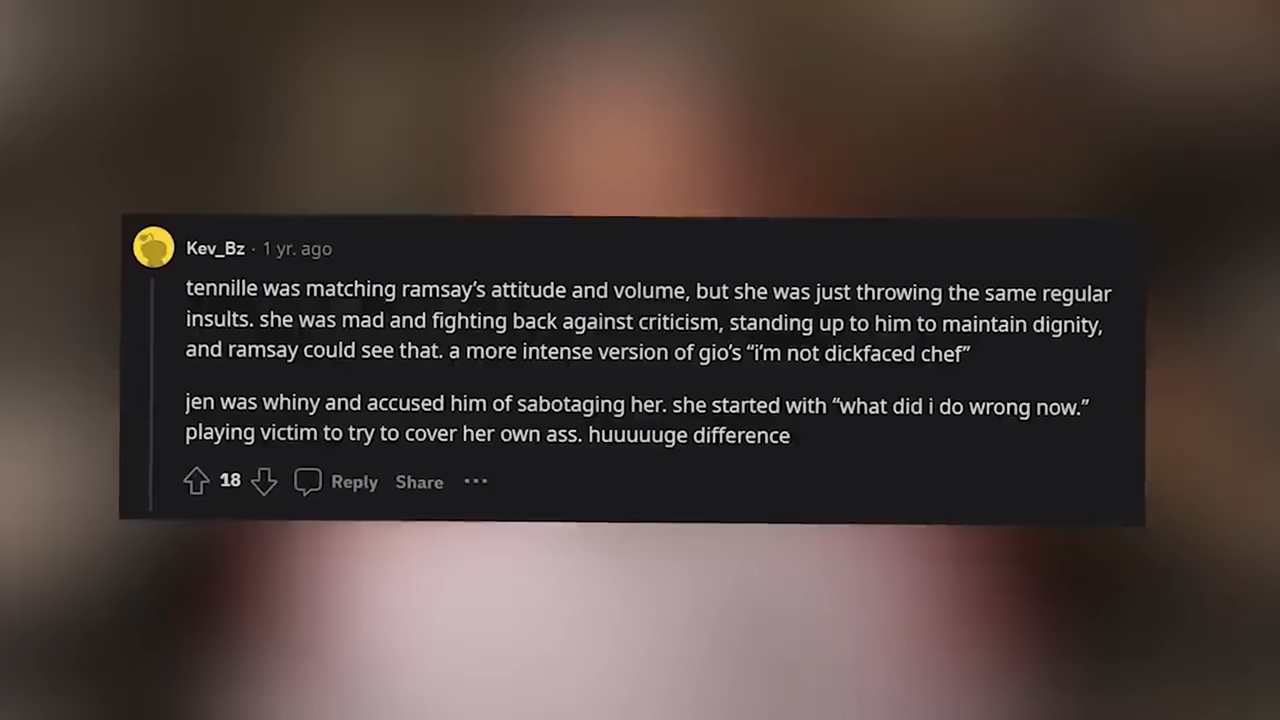 Kev_Bz · 1 yr. ago
tennille was matching ramsay’s attitude and volume, but she was just throwing the same regular
insults. she was mad and fighting back against criticism, standing up to him to maintain dignity,
and ramsay could see that. a more intense version of gio’s “i’m not dickfaced chef”
jen was whiny and accused him of sabotaging her. she started with “what did i do wrong now.”
playing victim to try to cover her own ass. huuuuuge difference
18 Reply Share ···